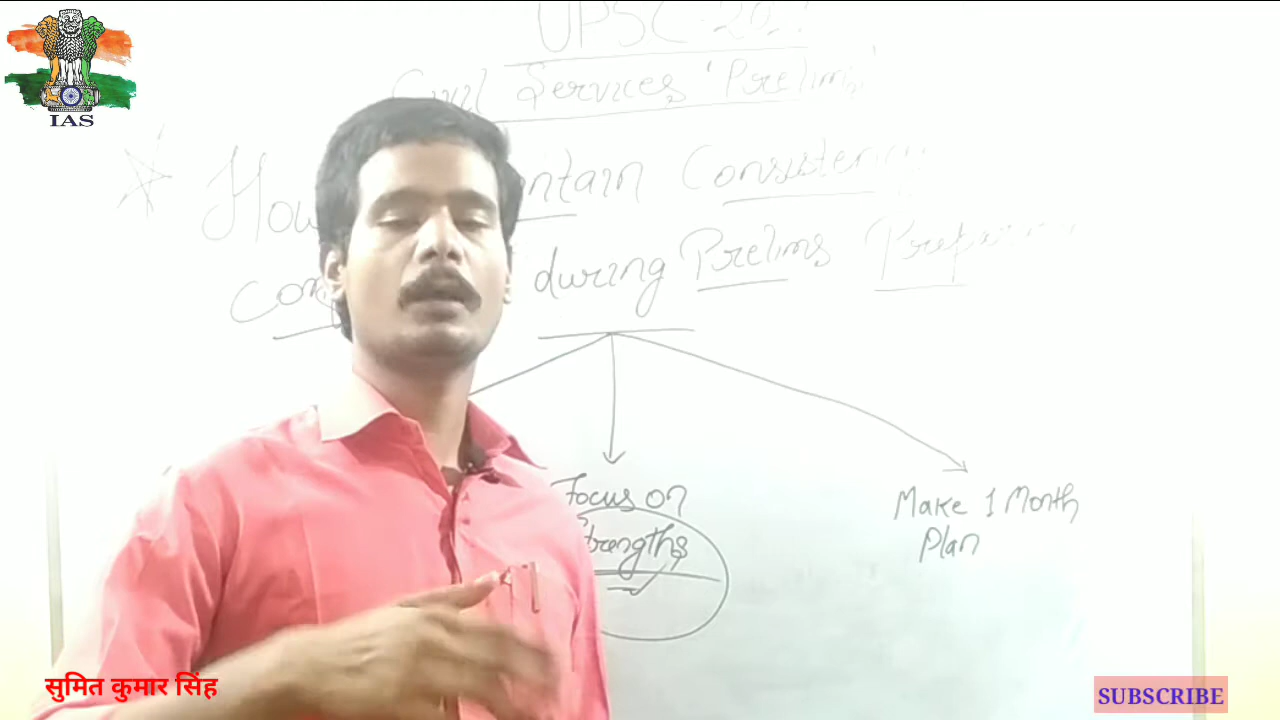 IAS
UPSC
Civil Services 'Prelims'
How Consistency
during Prelims
Focus on
Strengths
Make 1 Month
Plan
सुमित कुमार सिंह
SUBSCRIBE